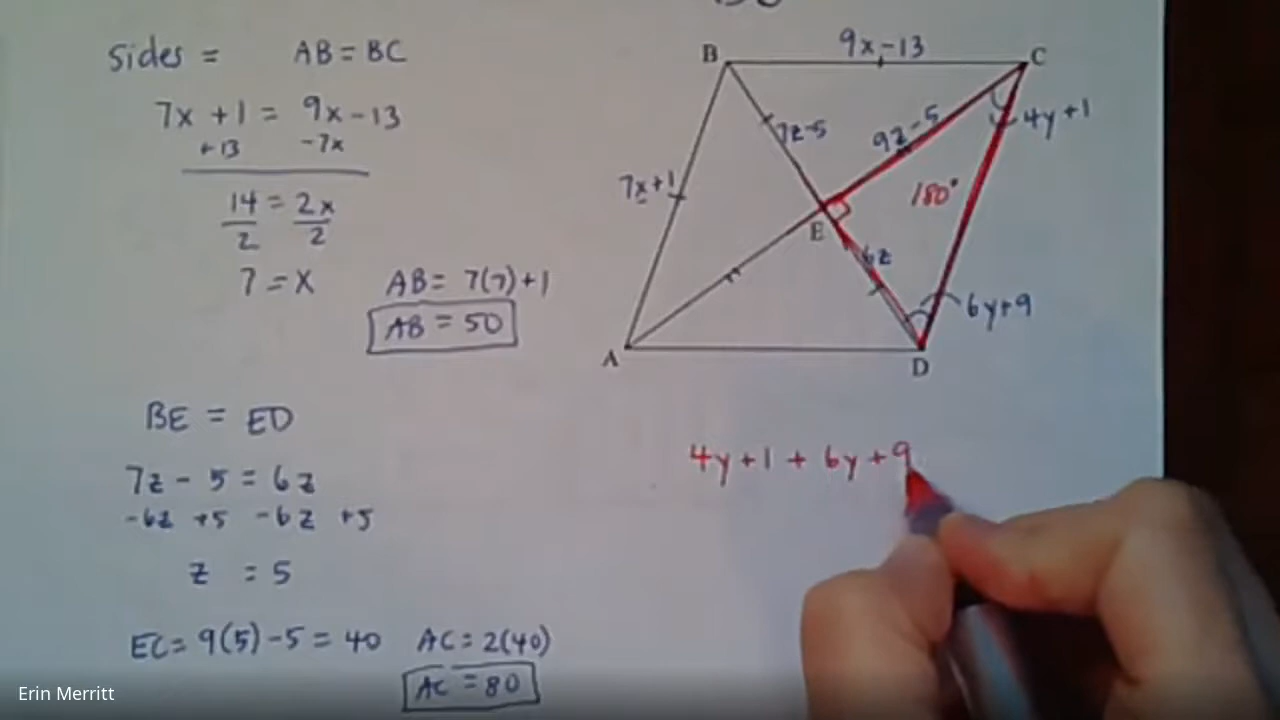 Sides = AB = BC
7x + 1 = 9x - 13
+13 -7x
14 = 2x
2 2
7 = x
AB = 7(7) + 1
AB = 50
BE = ED
7z - 5 = 6z
-6z +5 -6z +5
z = 5
EC = 9(5) - 5 = 40
AC = 2(40)
AC = 80
B
9x - 13
C
7z - 5
9z - 5
4y + 1
7x + 1
180°
E
6z
6y + 9
A
D
4y + 1 + 6y + 9
Erin Merritt